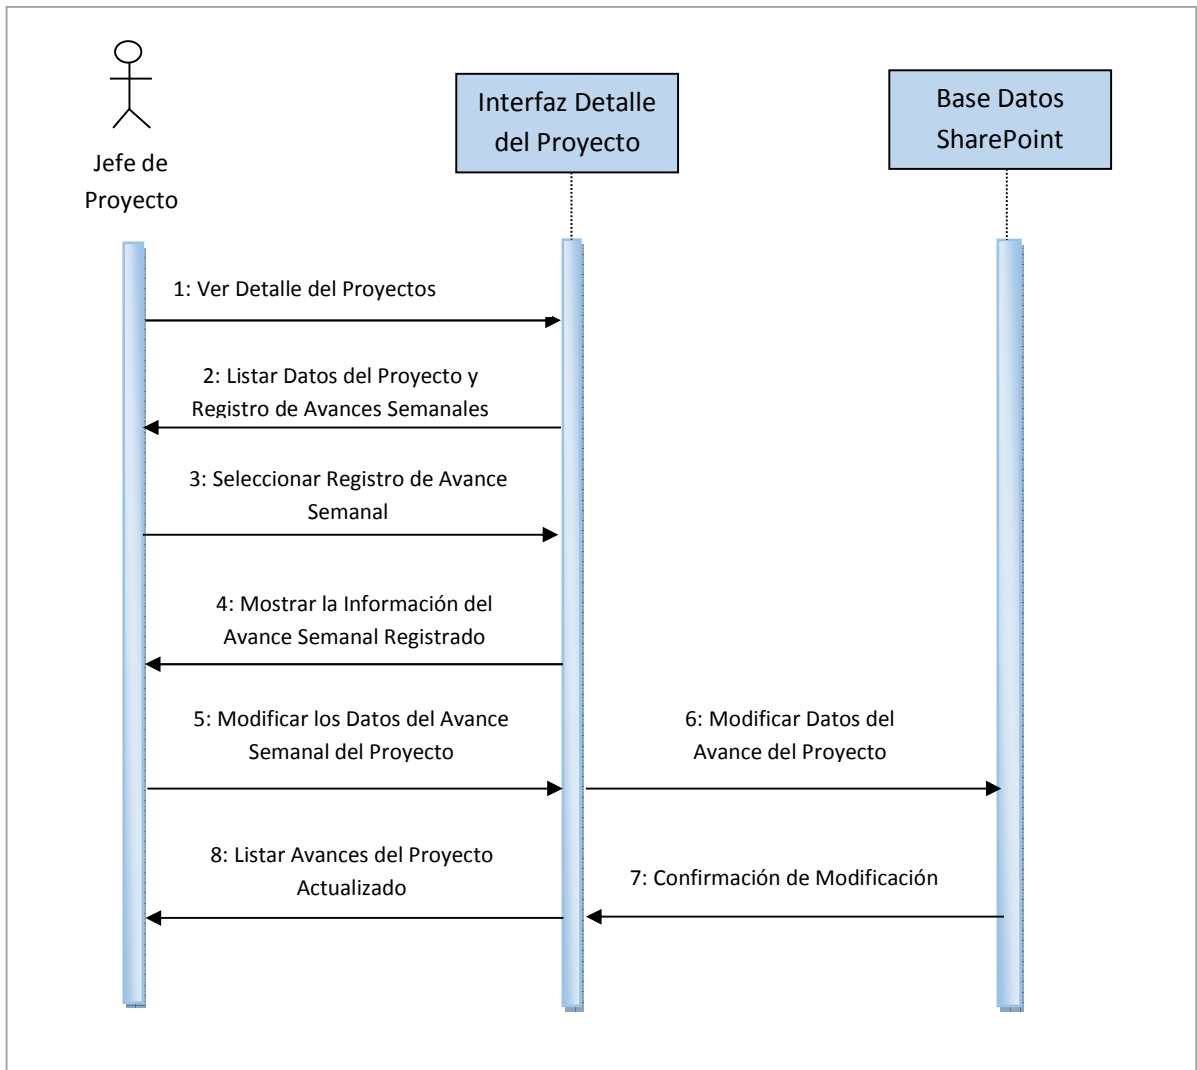 Jefe de
Proyecto
Interfaz Detalle
del Proyecto
Base Datos
SharePoint
1: Ver Detalle del Proyectos
2: Listar Datos del Proyecto y
Registro de Avances Semanales
3: Seleccionar Registro de Avance
Semanal
4: Mostrar la Información del
Avance Semanal Registrado
5: Modificar los Datos del Avance
Semanal del Proyecto
6: Modificar Datos del
Avance del Proyecto
8: Listar Avances del Proyecto
Actualizado
7: Confirmación de Modificación